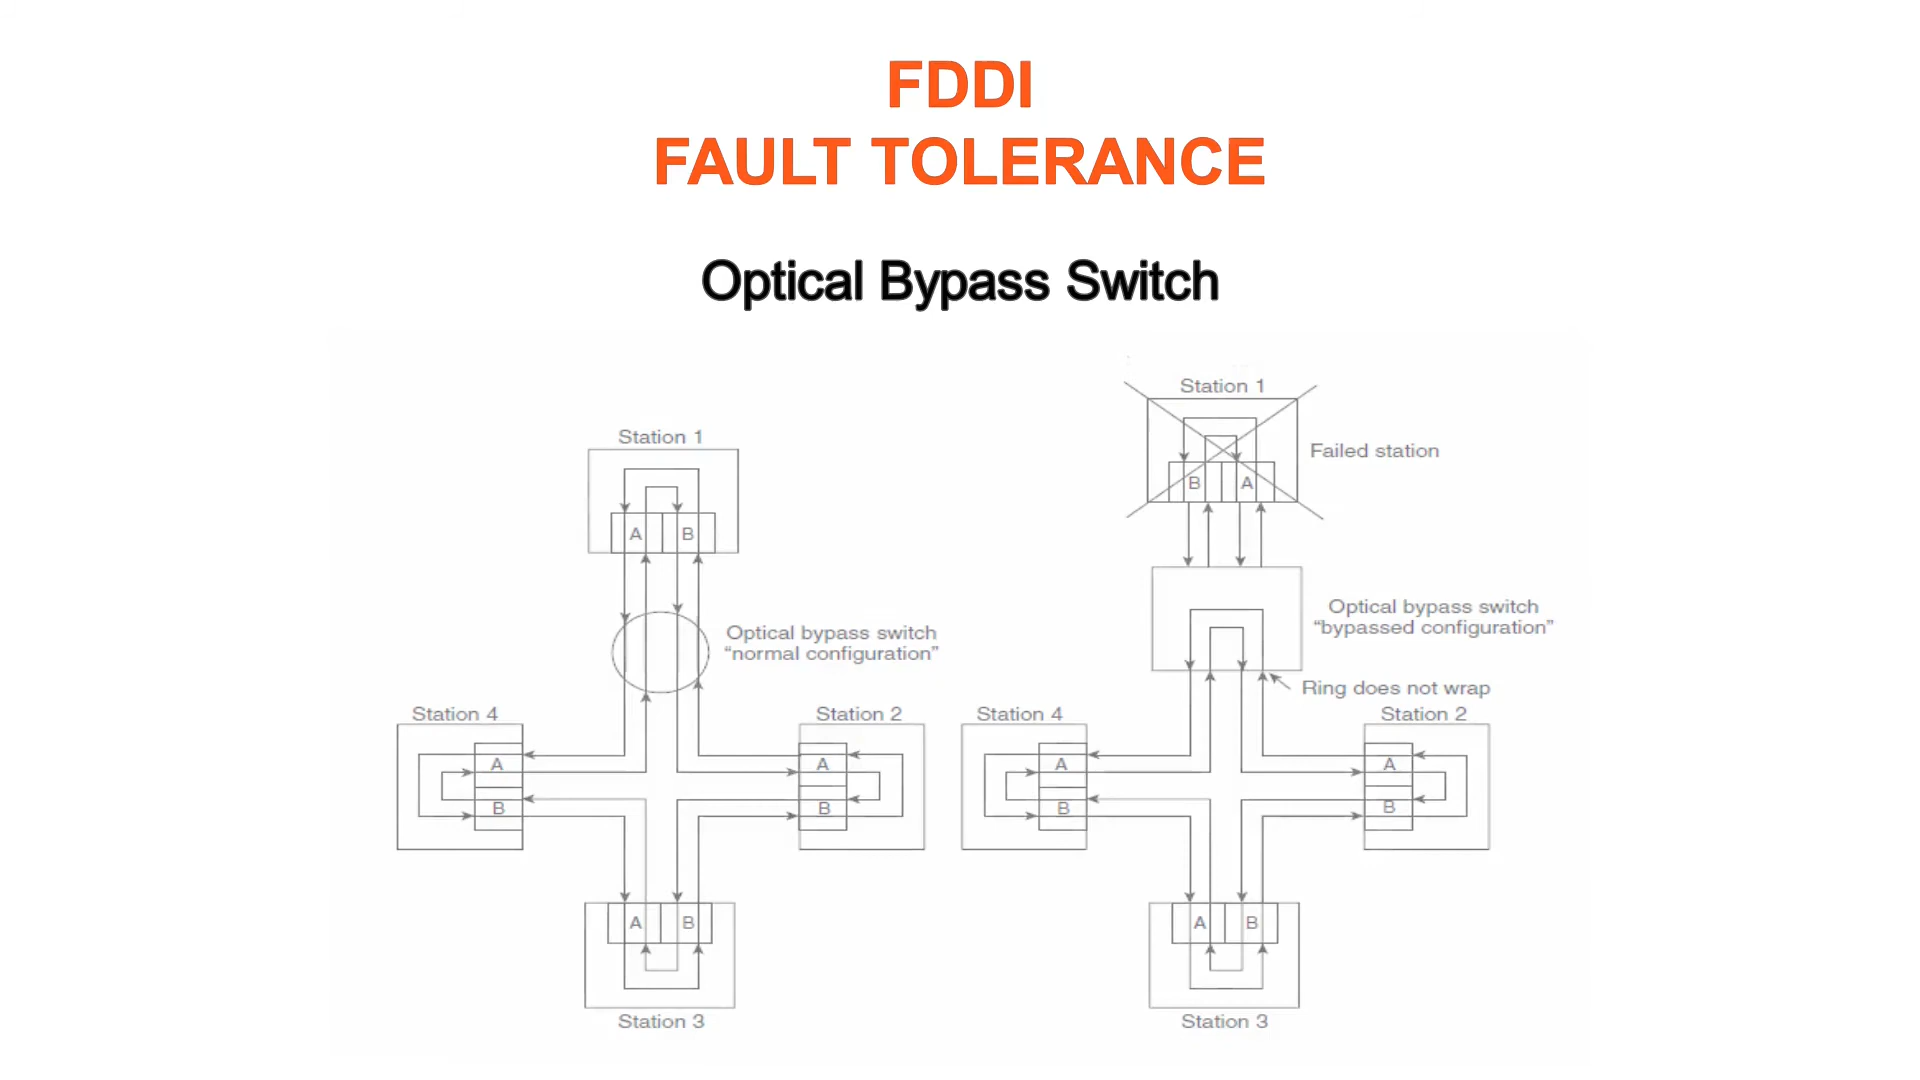 FDDI
FAULT TOLERANCE
Optical Bypass Switch
Station 1
A B
Optical bypass switch
“normal configuration”
Station 4
A
B
Station 2
A
B
A B
Station 3
Station 1
Failed station
B A
Optical bypass switch
“bypassed configuration”
Ring does not wrap
Station 4
A
B
Station 2
A
B
A B
Station 3